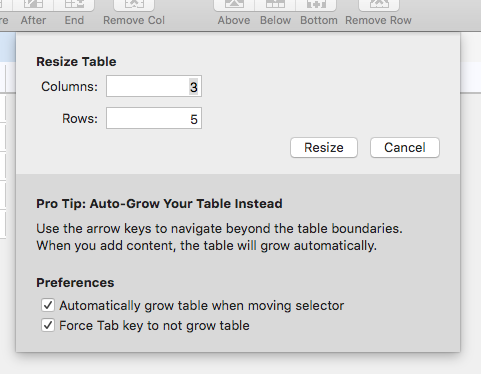 After End Remove Col Above Below Bottom Remove Row
Resize Table
Columns: 3
Rows: 5
Resize Cancel
Pro Tip: Auto-Grow Your Table Instead
Use the arrow keys to navigate beyond the table boundaries.
When you add content, the table will grow automatically.
Preferences
Automatically grow table when moving selector
Force Tab key to not grow table